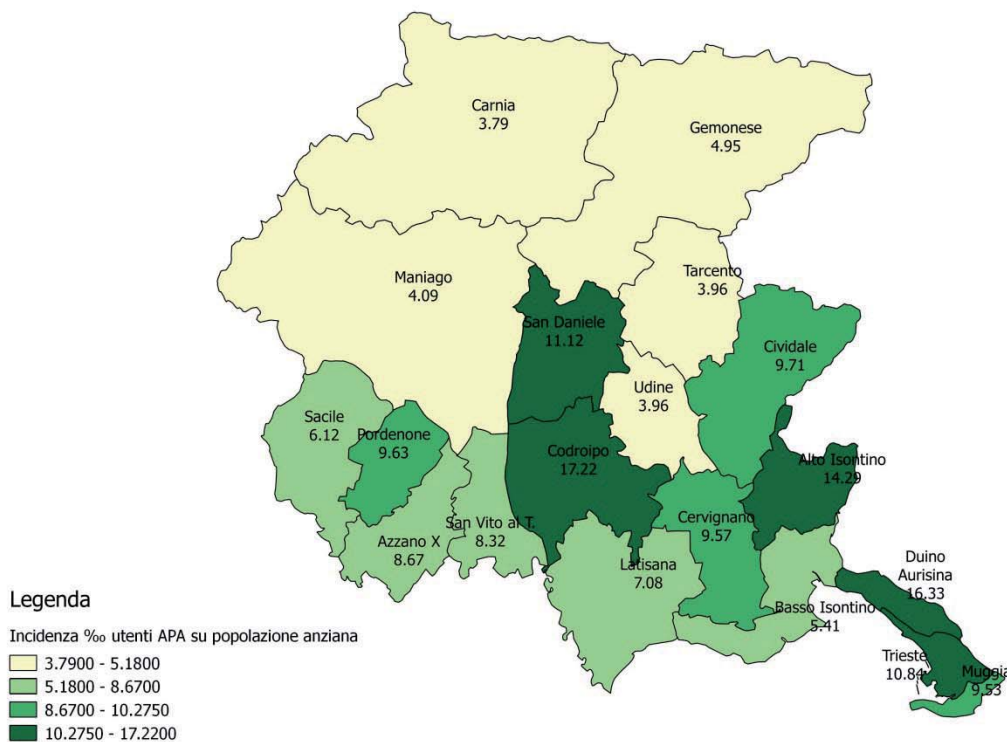 Carnia
3.79
Gemonese
4.95
Maniago
4.09
Tarcento
3.96
San Daniele
11.12
Cividale
9.71
Udine
3.96
Sacile
6.12
Pordenone
9.63
Codroipo
17.22
Alto Isontino
14.29
San Vito al T.
8.32
Cervignano
9.57
Azzano X
8.67
Latisana
7.08
Duino
Aurisina
16.33
Basso Isontino
5.41
Trieste
10.84
Muggia
9.53
Legenda
Incidenza ‰ utenti APA su popolazione anziana
3.7900 - 5.1800
5.1800 - 8.6700
8.6700 - 10.2750
10.2750 - 17.2200